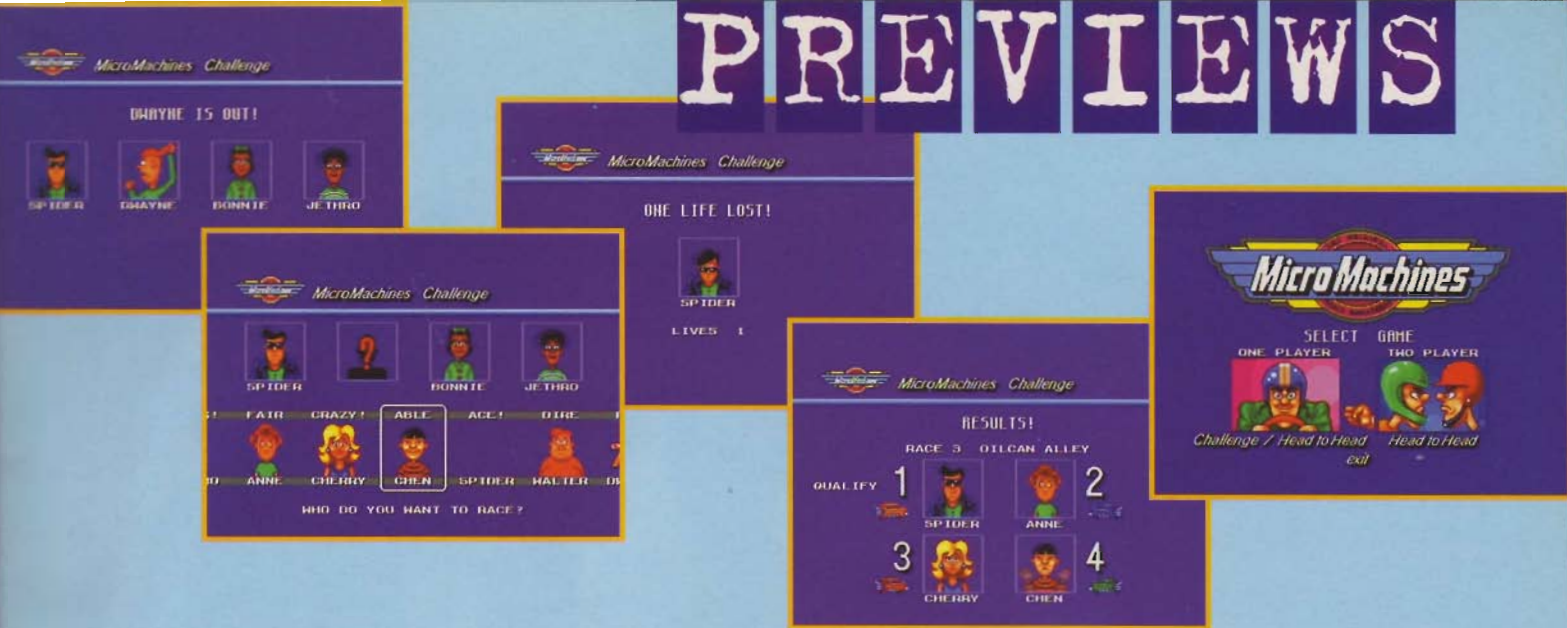 PREVIEWS
MicroMachines Challenge
DWAYNE IS OUT!
SPIDER DWAYNE BONNIE JETHRO
MicroMachines Challenge
ONE LIFE LOST!
SPIDER
LIVES 1
MicroMachines Challenge
SPIDER BONNIE JETHRO
FAIR CRAZY! ABLE ACE! DIRE
ANNE CHERRY CHEN SPIDER WALTER
WHO DO YOU WANT TO RACE?
MicroMachines Challenge
RESULTS!
RACE 3 OILCAN ALLEY
QUALIFY 1 2
SPIDER ANNE
3 4
CHERRY CHEN
Micro Machines
SELECT GAME
ONE PLAYER TWO PLAYER
Challenge / Head to Head Head to Head
exit